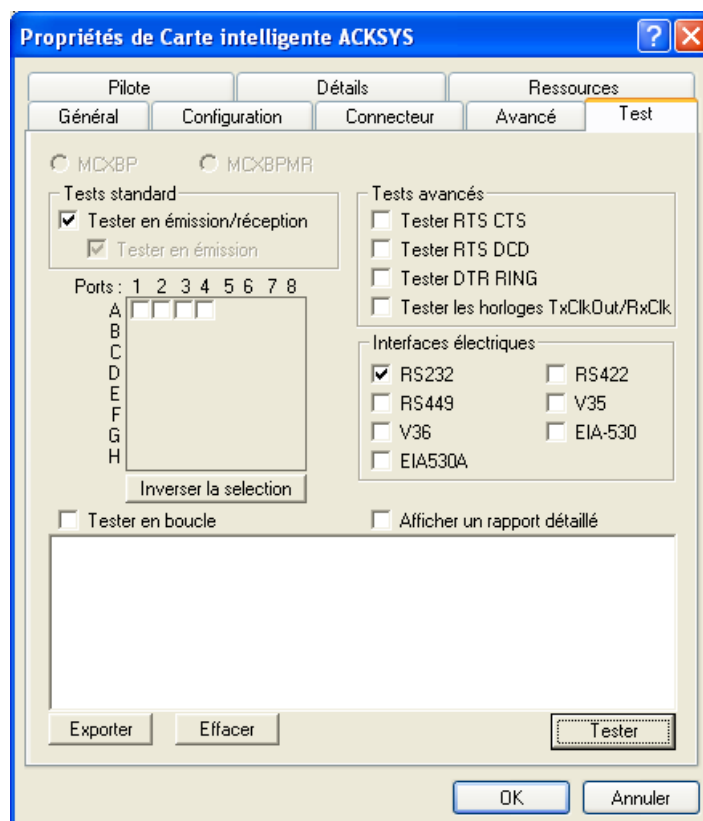 Propriétés de Carte intelligente ACKSYS
Pilote Détails Ressources
Général Configuration Connecteur Avancé Test
MCXBP MCXBPMR
Tests standard
Tester en émission/réception
Tester en émission
Ports : 1 2 3 4 5 6 7 8
A
B
C
D
E
F
G
H
Inverser la selection
Tests avancés
Tester RTS CTS
Tester RTS DCD
Tester DTR RING
Tester les horloges TxClkOut/RxClk
Interfaces électriques
RS232 RS422
RS449 V35
V36 EIA-530
EIA530A
Tester en boucle Afficher un rapport détaillé
Exporter Effacer Tester
OK Annuler